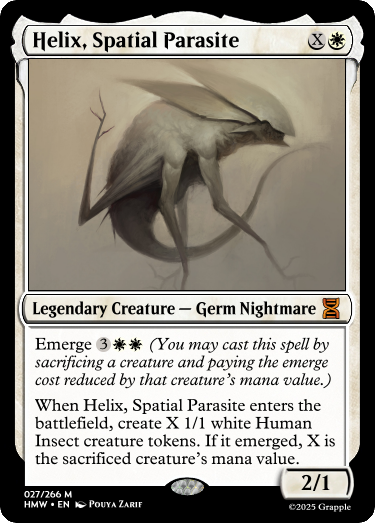 Helix, Spatial Parasite X
Legendary Creature — Germ Nightmare
Emerge 3 (You may cast this spell by
sacrificing a creature and paying the emerge
cost reduced by that creature's mana value.)
When Helix, Spatial Parasite enters the
battlefield, create X 1/1 white Human
Insect creature tokens. If it emerged, X is
the sacrificed creature's mana value.
2/1
027/266 M
HMW • EN Pouya Zarif
©2025 Grapple